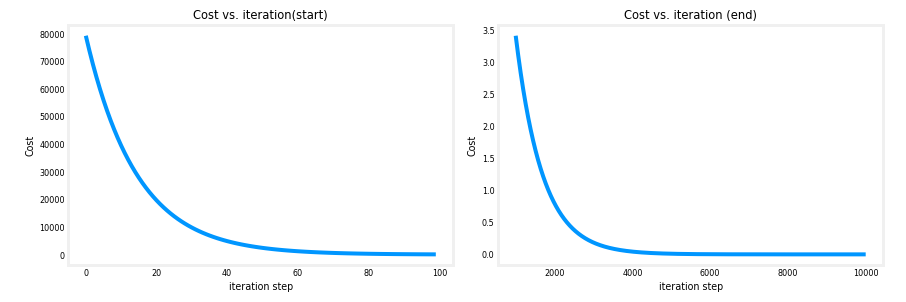 Cost vs. iteration(start)
80000
70000
60000
50000
40000
30000
20000
10000
0
Cost
0 20 40 60 80 100
iteration step
Cost vs. iteration (end)
3.5
3.0
2.5
2.0
1.5
1.0
0.5
0.0
Cost
2000 4000 6000 8000 10000
iteration step